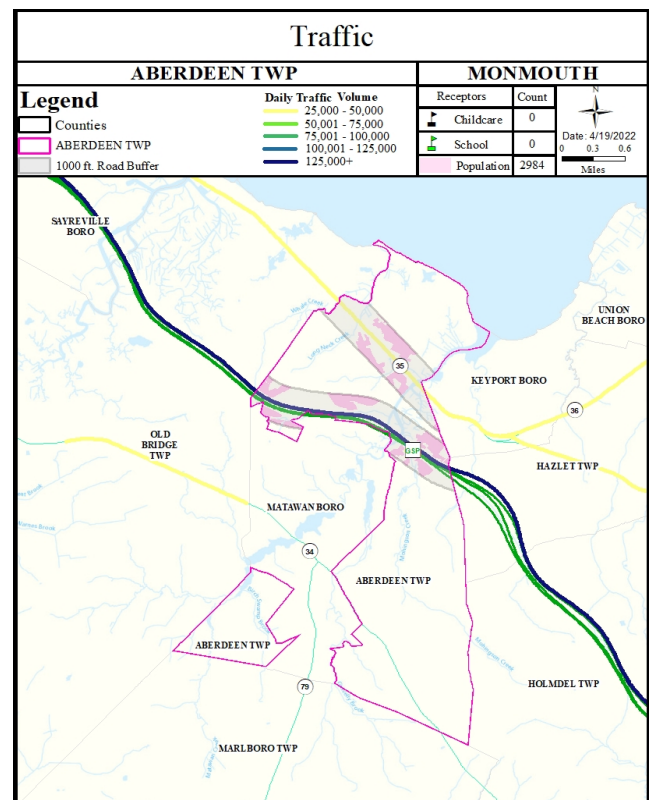 Traffic
ABERDEEN TWP
MONMOUTH
Legend
Counties
ABERDEEN TWP
1000 ft. Road Buffer
Daily Traffic Volume
25,000 - 50,000
50,001 - 75,000
75,001 - 100,000
100,001 - 125,000
125,000+
Receptors Count
Childcare 0
School 0
Population 2984
N
Date: 4/19/2022
0 0.3 0.6
Miles
SAYREVILLE
BORO
UNION
BEACH BORO
35
KEYPORT BORO
36
OLD
BRIDGE
TWP
GSP
HAZLET TWP
MATAWAN BORO
34
ABERDEEN TWP
ABERDEEN TWP
79
HOLMDEL TWP
MARLBORO TWP